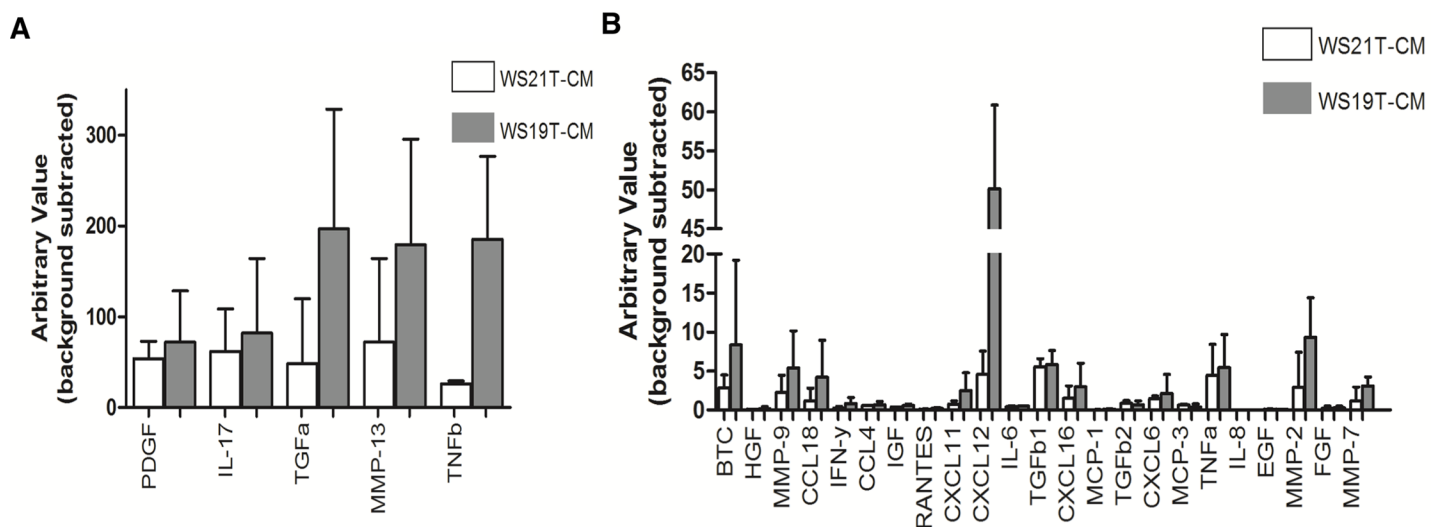 A
Arbitrary Value
(background subtracted)
300
200
100
0
PDGF
IL-17
TGFa
MMP-13
TNFb
WS21T-CM
WS19T-CM
B
Arbitrary Value
(background subtracted)
65
60
55
50
45
20
15
10
5
0
BTC
HGF
MMP-9
CCL18
IFN-y
CCL4
IGF
RANTES
CXCL11
CXCL12
IL-6
TGFb1
CXCL16
MCP-1
TGFb2
CXCL6
MCP-3
TNFa
IL-8
EGF
MMP-2
FGF
MMP-7
WS21T-CM
WS19T-CM